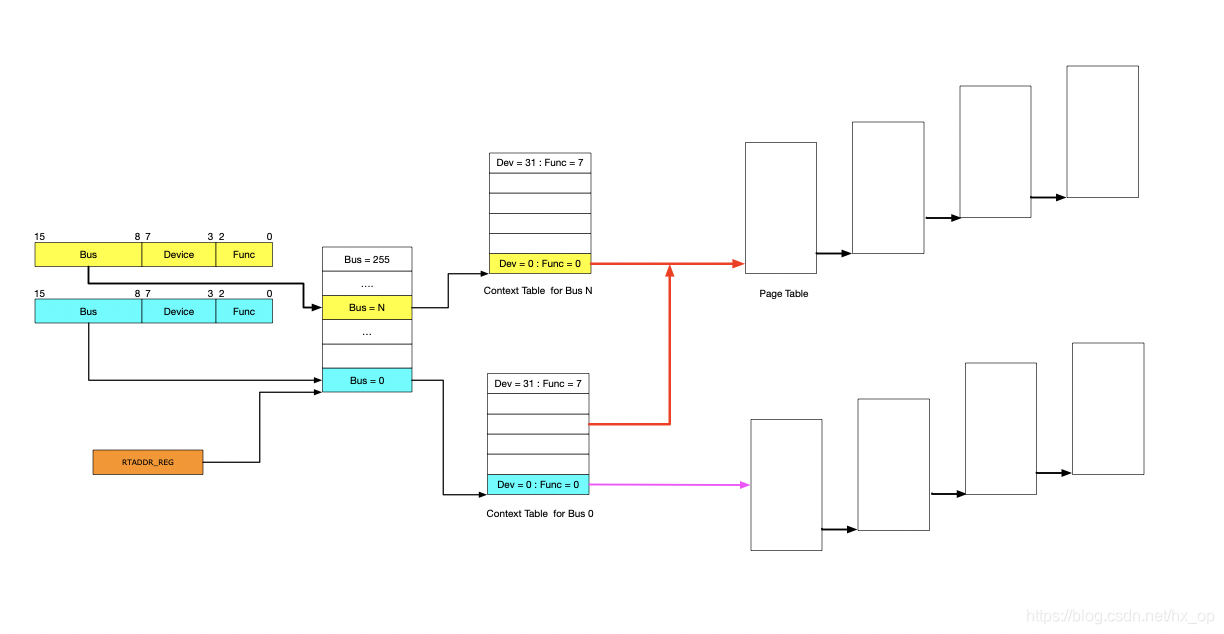 15 8 7 3 2 0
Bus Device Func
15 8 7 3 2 0
Bus Device Func
RTADDR_REG
Bus = 255
....
Bus = N
...
Bus = 0
Dev = 31 : Func = 7
Dev = 0 : Func = 0
Context Table for Bus N
Dev = 31 : Func = 7
Dev = 0 : Func = 0
Context Table for Bus 0
Page Table
https://blog.csdn.net/hx_op